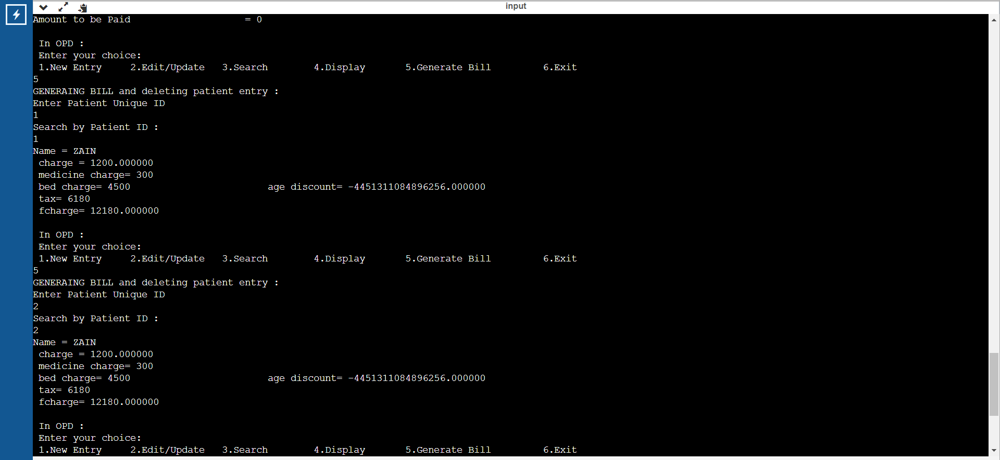 input
Amount to be Paid                    = 0
In OPD :
Enter your choice:
1.New Entry     2.Edit/Update   3.Search        4.Display       5.Generate Bill         6.Exit
5
GENERAING BILL and deleting patient entry :
Enter Patient Unique ID
1
Search by Patient ID :
1
Name = ZAIN
charge = 1200.000000
medicine charge= 300
bed charge= 4500                        age discount= -4451311084896256.000000
tax= 6180
fcharge= 12180.000000
In OPD :
Enter your choice:
1.New Entry     2.Edit/Update   3.Search        4.Display       5.Generate Bill         6.Exit
5
GENERAING BILL and deleting patient entry :
Enter Patient Unique ID
2
Search by Patient ID :
2
Name = ZAIN
charge = 1200.000000
medicine charge= 300
bed charge= 4500                        age discount= -4451311084896256.000000
tax= 6180
fcharge= 12180.000000
In OPD :
Enter your choice:
1.New Entry     2.Edit/Update   3.Search        4.Display       5.Generate Bill         6.Exit